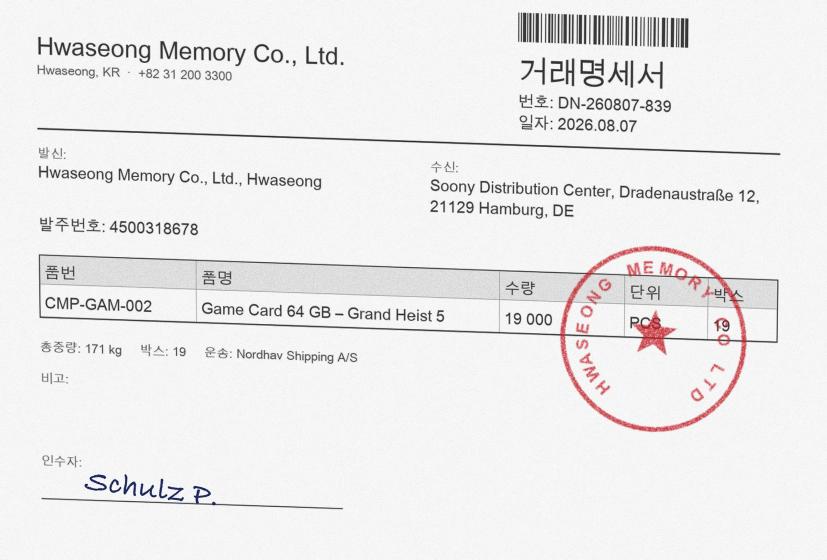 Hwaseong Memory Co., Ltd.
Hwaseong, KR · +82 31 200 3300
거래명세서
번호: DN-260807-839
일자: 2026.08.07
발신:
Hwaseong Memory Co., Ltd., Hwaseong
수신:
Soony Distribution Center, Dradenaustraße 12,
21129 Hamburg, DE
발주번호: 4500318678
품번 품명 수량 단위 박스
CMP-GAM-002 Game Card 64 GB – Grand Heist 5 19 000 PCS 19
총중량: 171 kg 박스: 19 운송: Nordhav Shipping A/S
비고:
인수자:
Schulz P.
HWASEONG MEMORY CO LTD